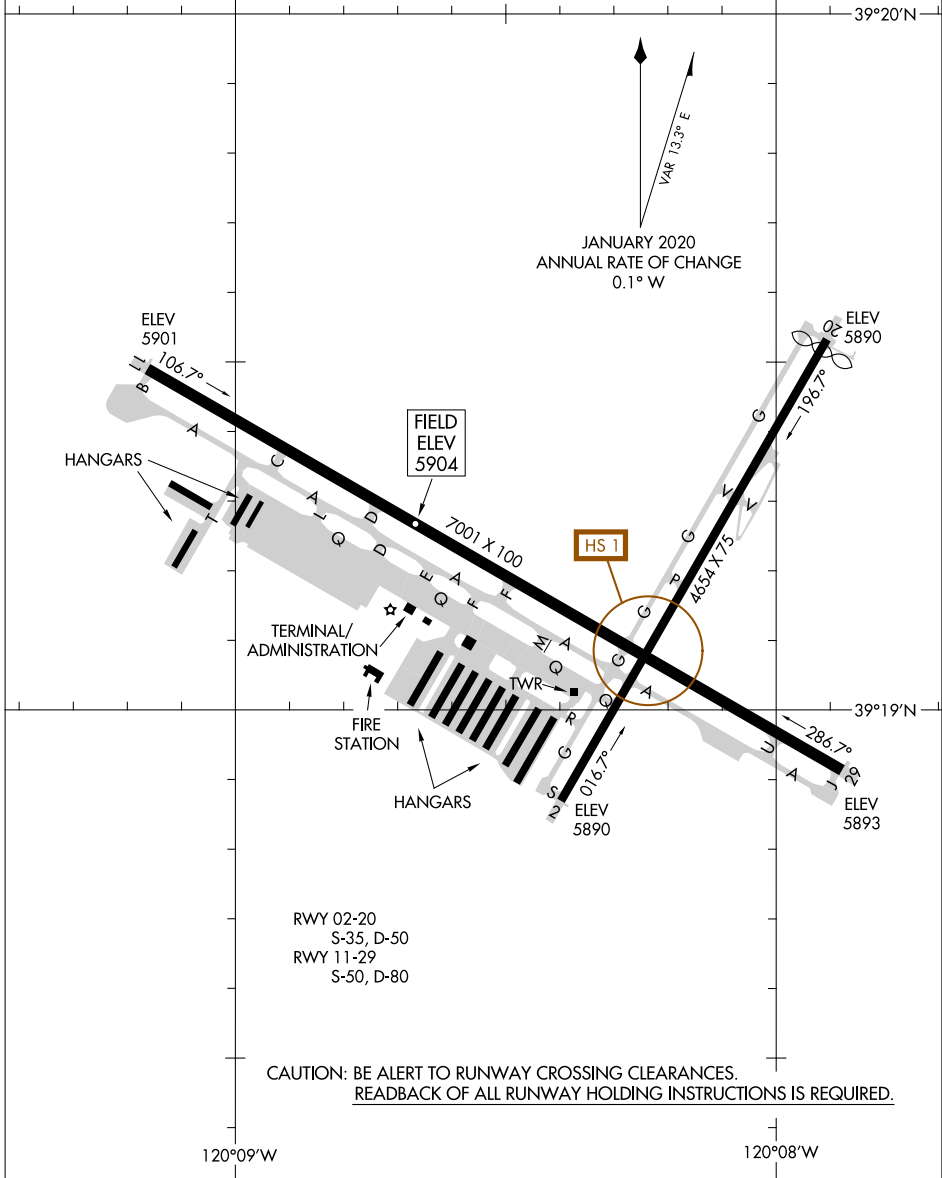 39°20'N
VAR 13.3° E
JANUARY 2020
ANNUAL RATE OF CHANGE
0.1° W
ELEV
5901
11
106.7°
B
A
C
A
L
Q
D
D
HANGARS
T
FIELD
ELEV
5904
7001 X 100
E
A
Q
F
F
ELEV
5890
20
196.7°
G
V
V
G
P
G
4654 X 75
HS 1
TERMINAL/
ADMINISTRATION
FIRE
STATION
HANGARS
M
A
Q
TWR
G
A
Q
R
G
S
2
016.7°
ELEV
5890
39°19'N
U
A
J
286.7°
29
ELEV
5893
RWY 02-20
S-35, D-50
RWY 11-29
S-50, D-80
CAUTION: BE ALERT TO RUNWAY CROSSING CLEARANCES.
READBACK OF ALL RUNWAY HOLDING INSTRUCTIONS IS REQUIRED.
120°09'W
120°08'W